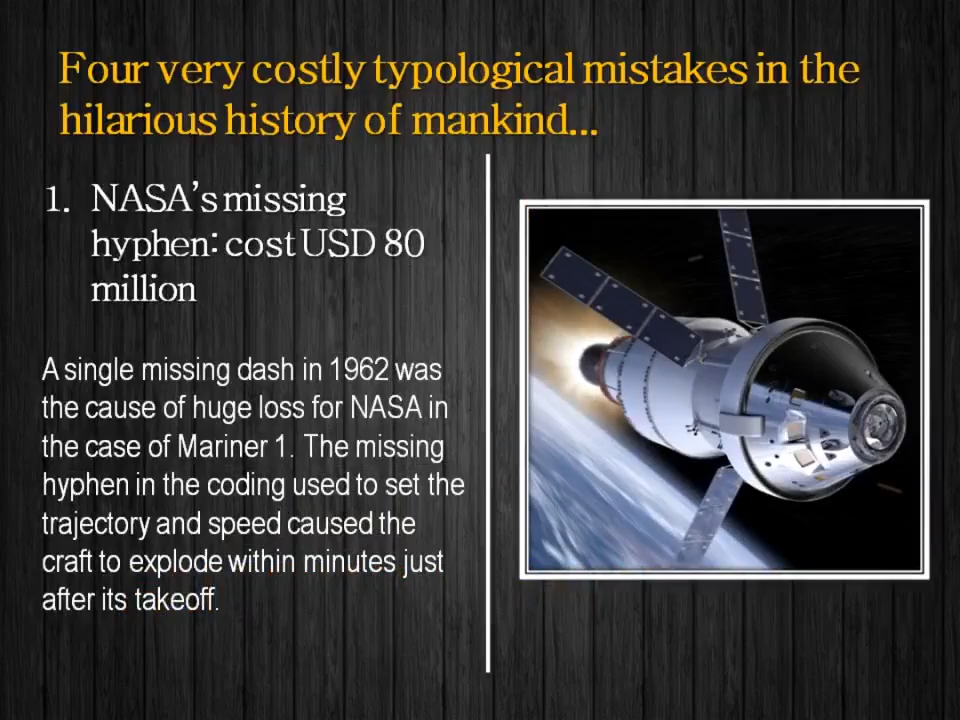 Four very costly typological mistakes in the
hilarious history of mankind...
1. NASA's missing
hyphen: cost USD 80
million
A single missing dash in 1962 was
the cause of huge loss for NASA in
the case of Mariner 1. The missing
hyphen in the coding used to set the
trajectory and speed caused the
craft to explode within minutes just
after its takeoff.